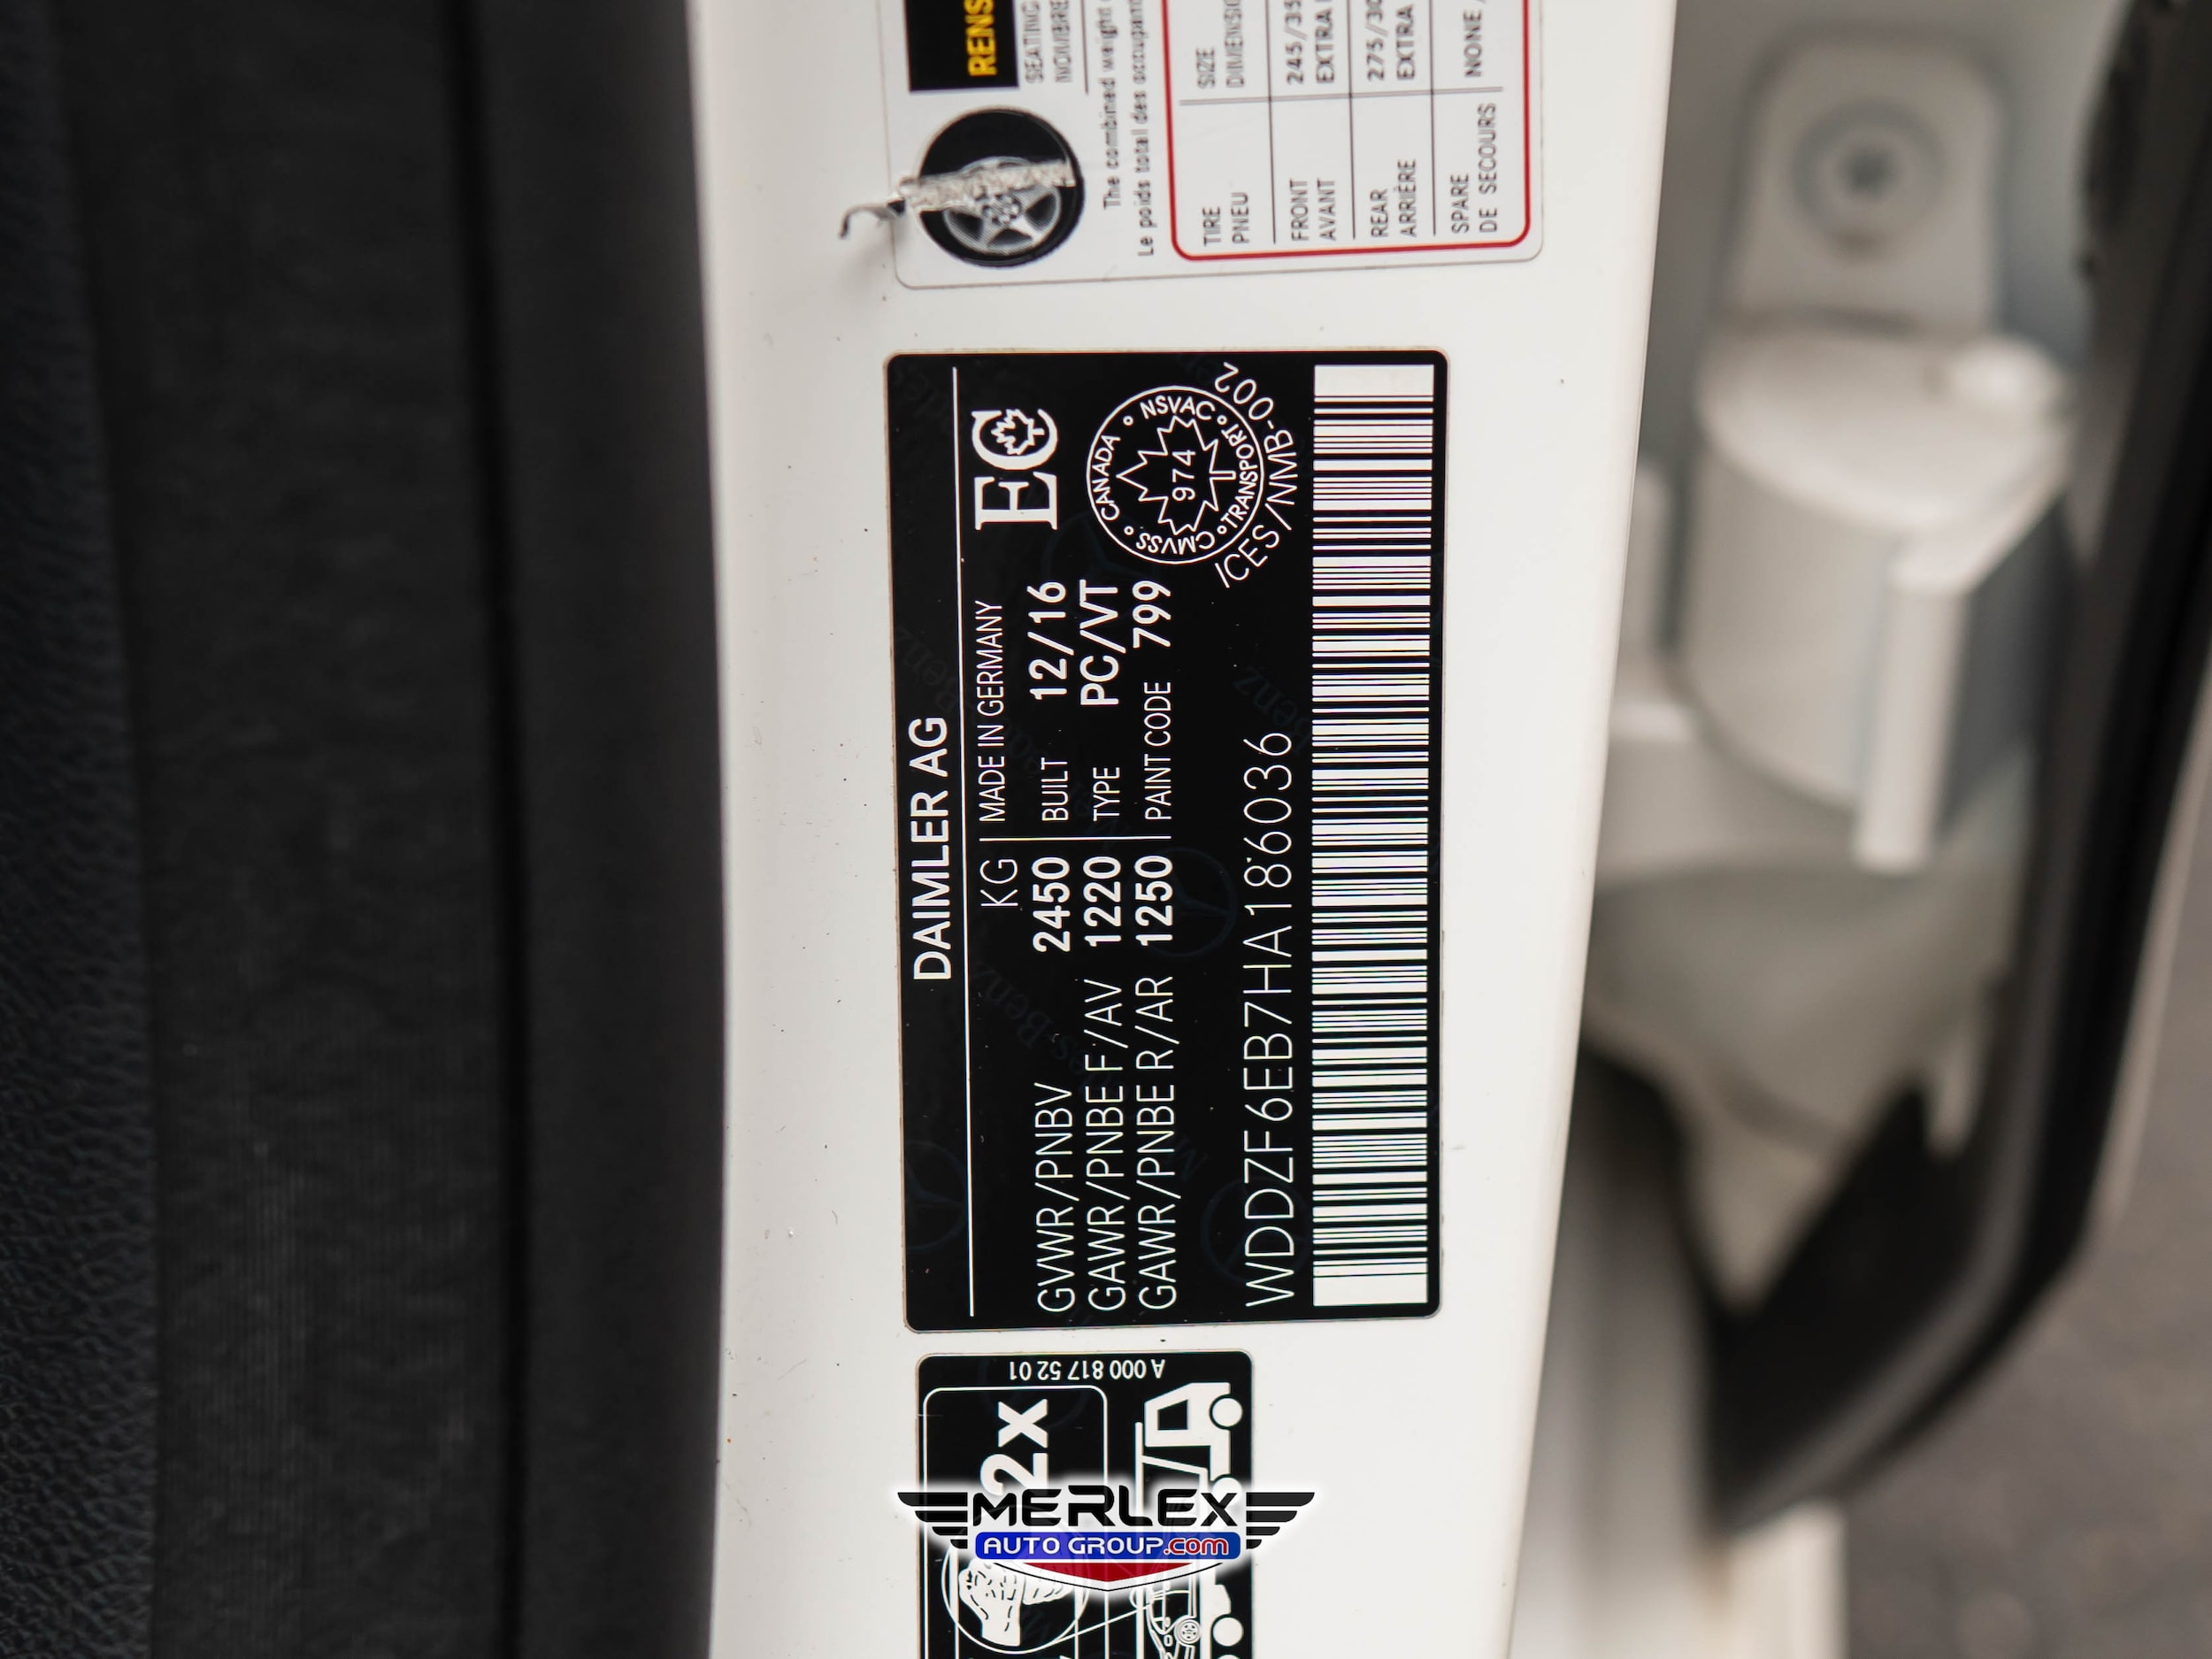 DAIMLER AG
KG
MADE IN GERMANY
GVWR/PNBV 2450 BUILT 12/16
GAWR/PNBE F/AV 1220 TYPE PC/VT
GAWR/PNBE R/AR 1250 PAINT CODE 799
EC
CANADA NSVAC TRANSPORT CMVSS
974
ICES/NMB-002
WDDZF6EB7HA186036
RENS
SEATING
NOMBRE
The combined weight
Le poids total des occupant
TIRE SIZE
PNEU
FRONT 245/35
AVANT EXTRA
REAR 275/30
ARRIÈRE EXTRA
SPARE NONE /
DE SECOURS
A 000 817 52 01
2x
MERLEX
AUTO GROUP.com